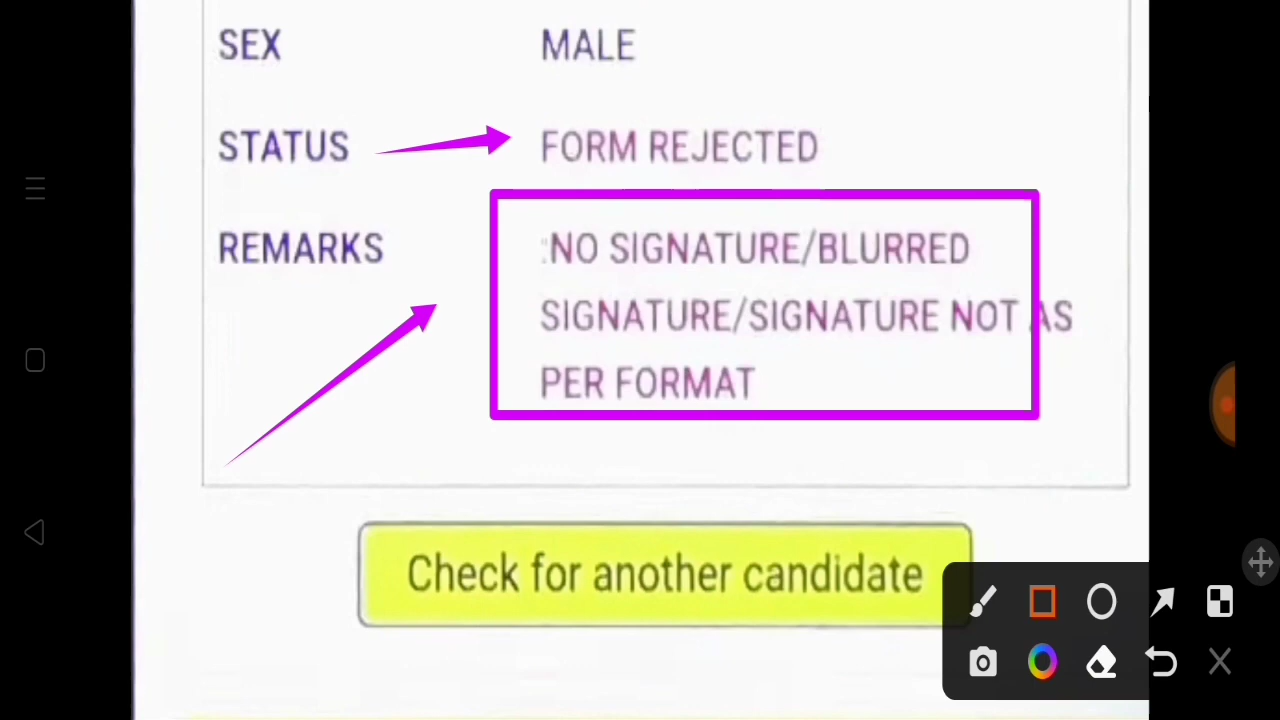 SEX MALE
STATUS FORM REJECTED
REMARKS :NO SIGNATURE/BLURRED
SIGNATURE/SIGNATURE NOT AS
PER FORMAT
Check for another candidate